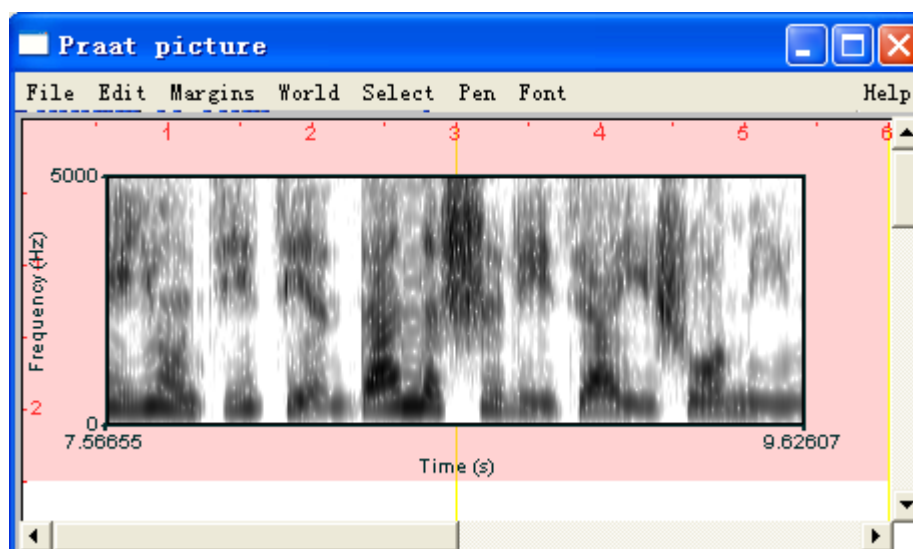 Praat picture
File Edit Margins World Select Pen Font Help
1 2 3 4 5 6
5000
Frequency (Hz)
2
0
7.56655 9.62607
Time (s)